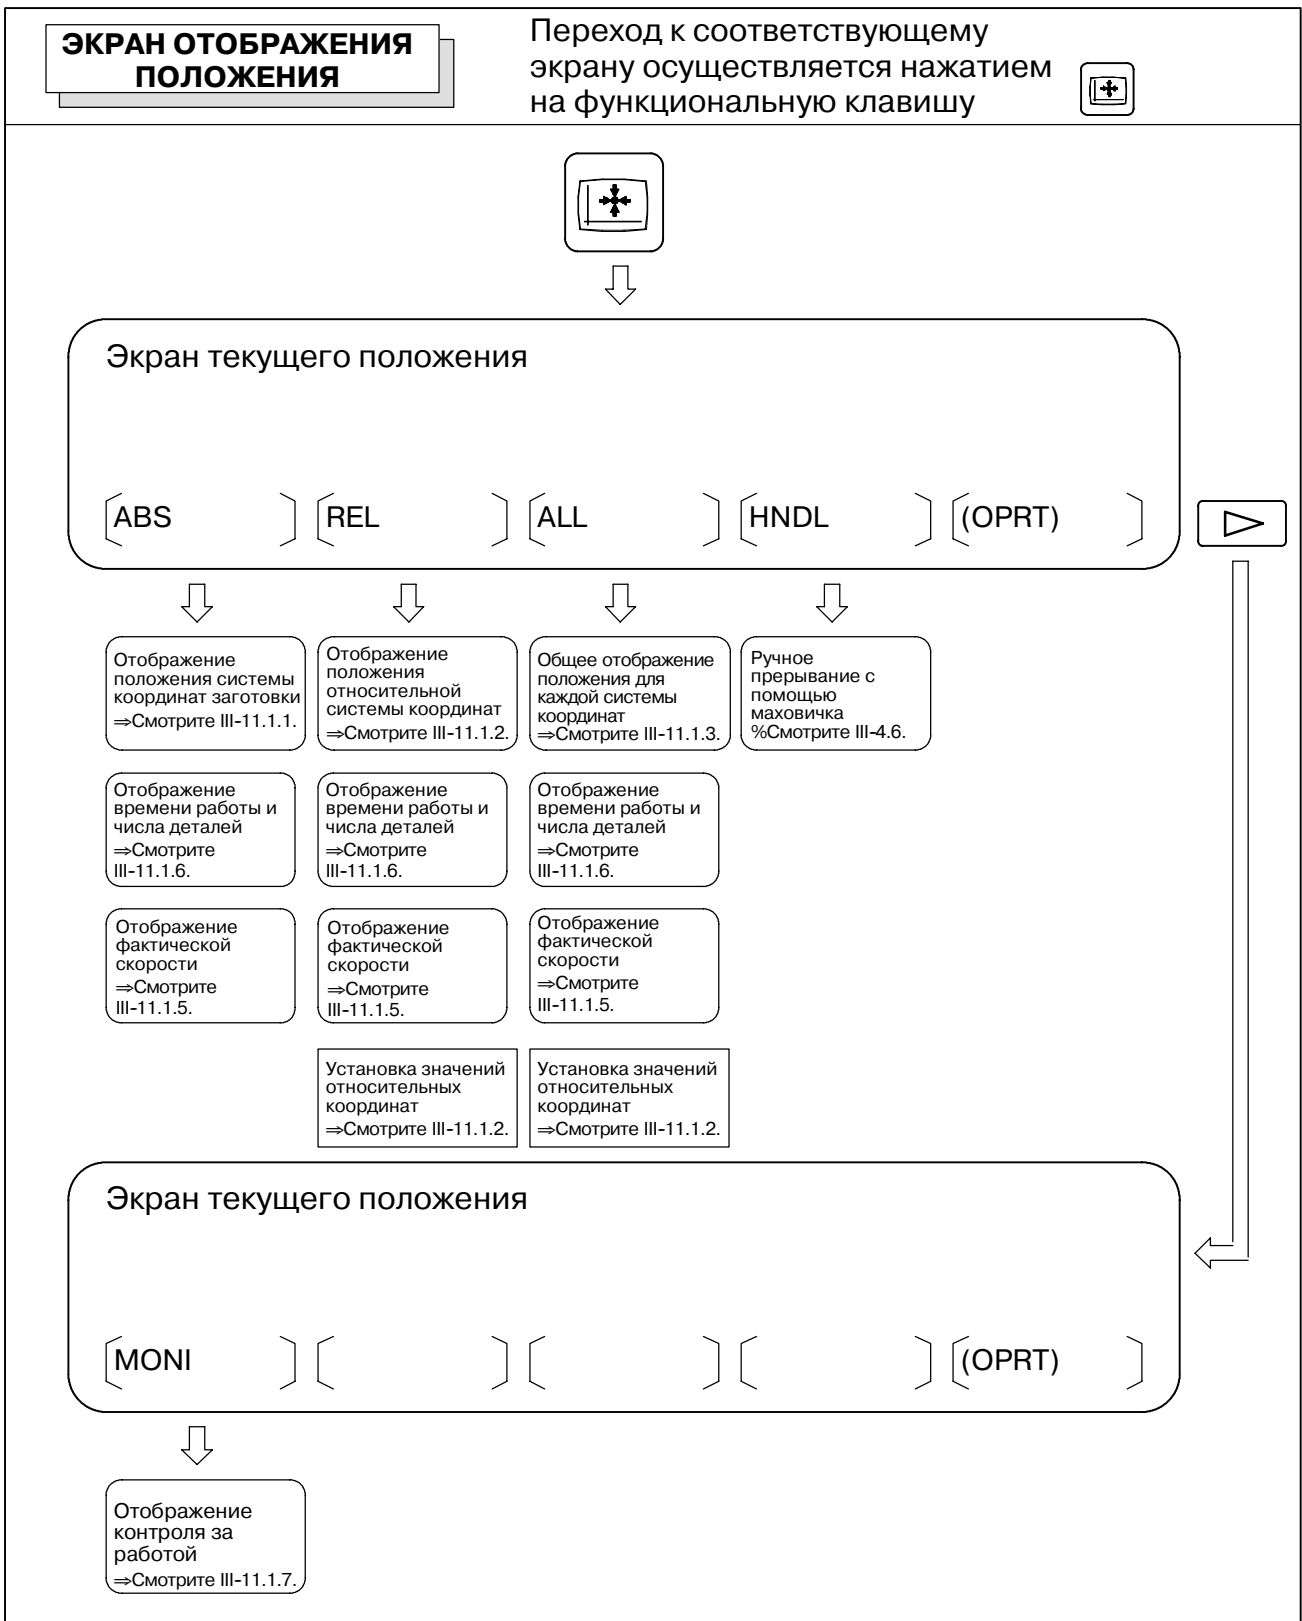 ЭКРАН ОТОБРАЖЕНИЯ
ПОЛОЖЕНИЯ
Переход к соответствующему
экрану осуществляется нажатием
на функциональную клавишу
Экран текущего положения
ABS
REL
ALL
HNDL
(OPRT)
Отображение
положения системы
координат заготовки
⇒Смотрите III-11.1.1.
Отображение
положения
относительной
системы координат
⇒Смотрите III-11.1.2.
Общее отображение
положения для
каждой системы
координат
⇒Смотрите III-11.1.3.
Ручное
прерывание с
помощью
маховичка
%Смотрите III-4.6.
Отображение
времени работы и
числа деталей
⇒Смотрите
III-11.1.6.
Отображение
времени работы и
числа деталей
⇒Смотрите
III-11.1.6.
Отображение
времени работы и
числа деталей
⇒Смотрите
III-11.1.6.
Отображение
фактической
скорости
⇒Смотрите
III-11.1.5.
Отображение
фактической
скорости
⇒Смотрите
III-11.1.5.
Отображение
фактической
скорости
⇒Смотрите
III-11.1.5.
Установка значений
относительных
координат
⇒Смотрите III-11.1.2.
Установка значений
относительных
координат
⇒Смотрите III-11.1.2.
Экран текущего положения
MONI
(OPRT)
Отображение
контроля за
работой
⇒Смотрите III-11.1.7.